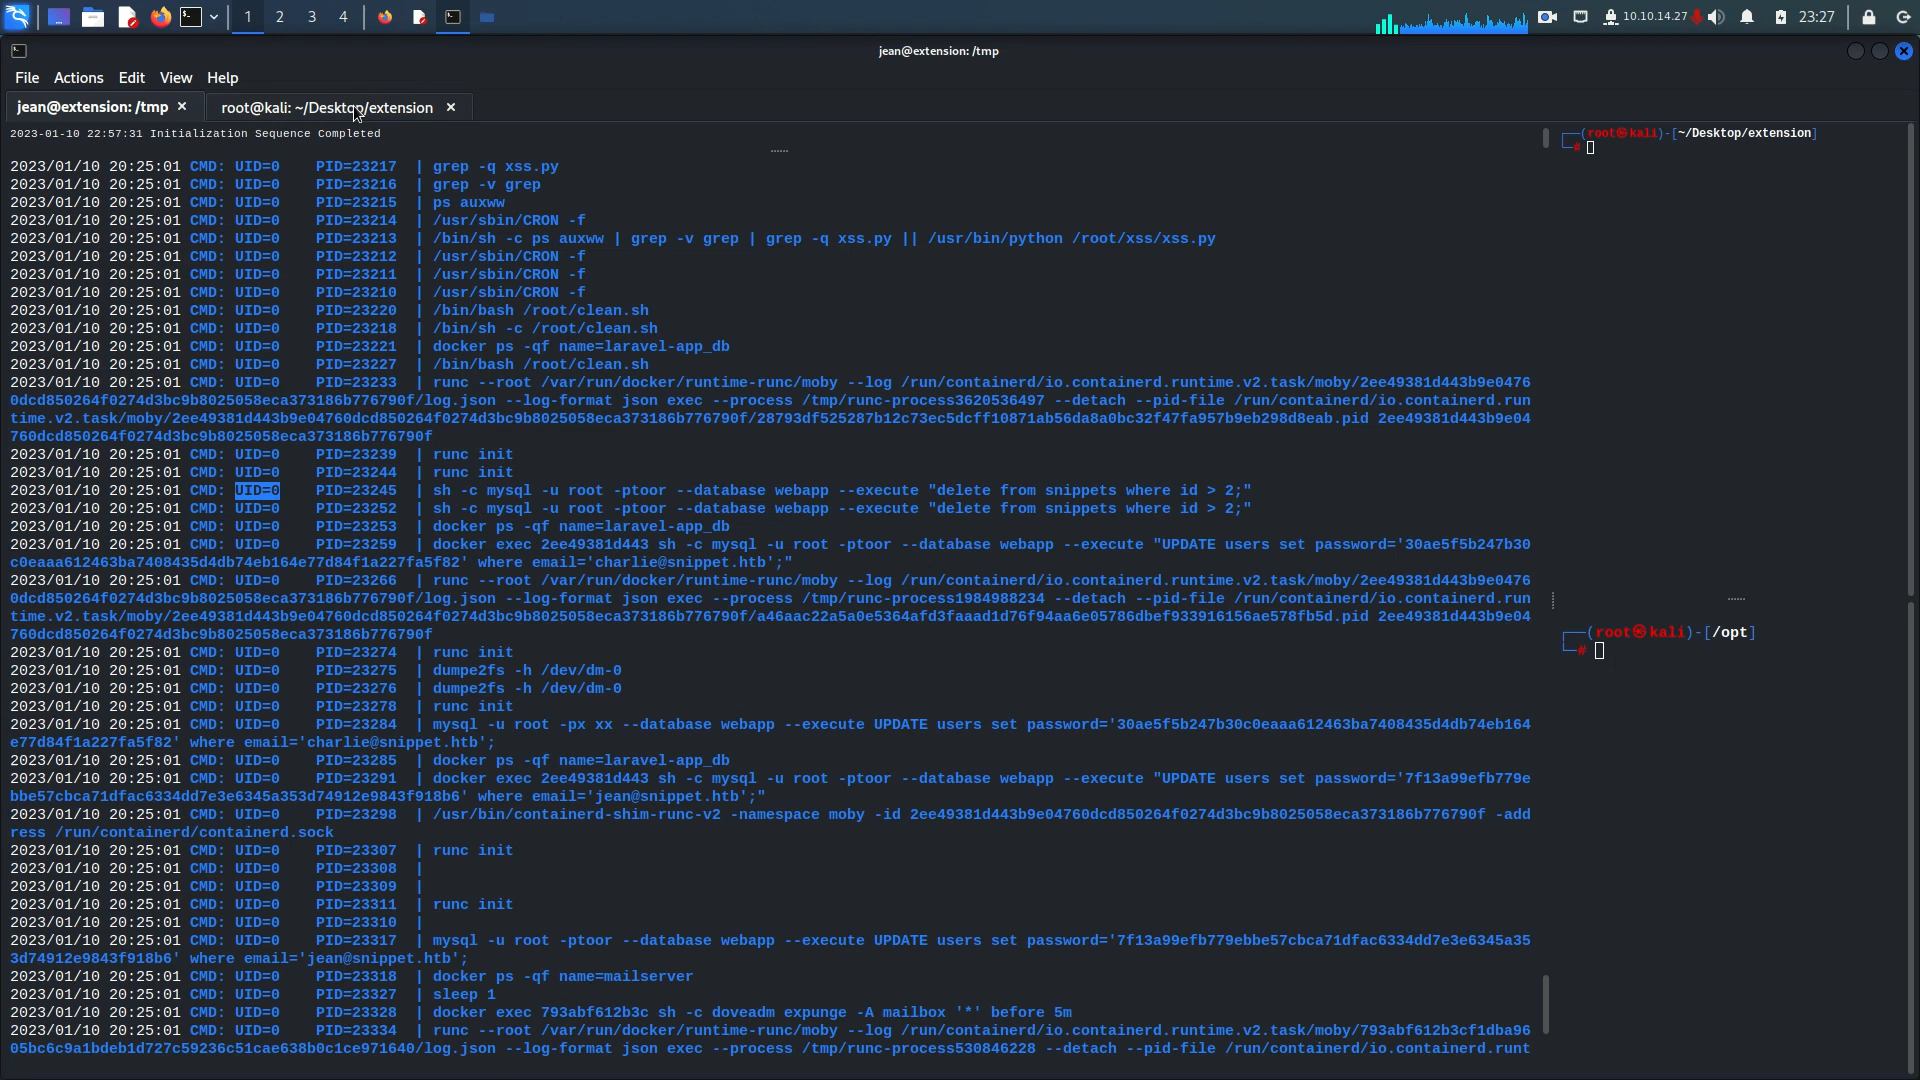 1 2 3 4 10.10.14.27 23:27
jean@extension: /tmp
File Actions Edit View Help
jean@extension: /tmp × root@kali: ~/Desktop/extension ×
2023-01-10 22:57:31 Initialization Sequence Completed
2023/01/10 20:25:01 CMD: UID=0    PID=23217  | grep -q xss.py
2023/01/10 20:25:01 CMD: UID=0    PID=23216  | grep -v grep
2023/01/10 20:25:01 CMD: UID=0    PID=23215  | ps auxww
2023/01/10 20:25:01 CMD: UID=0    PID=23214  | /usr/sbin/CRON -f
2023/01/10 20:25:01 CMD: UID=0    PID=23213  | /bin/sh -c ps auxww | grep -v grep | grep -q xss.py || /usr/bin/python /root/xss/xss.py
2023/01/10 20:25:01 CMD: UID=0    PID=23212  | /usr/sbin/CRON -f
2023/01/10 20:25:01 CMD: UID=0    PID=23211  | /usr/sbin/CRON -f
2023/01/10 20:25:01 CMD: UID=0    PID=23210  | /usr/sbin/CRON -f
2023/01/10 20:25:01 CMD: UID=0    PID=23220  | /bin/bash /root/clean.sh
2023/01/10 20:25:01 CMD: UID=0    PID=23218  | /bin/sh -c /root/clean.sh
2023/01/10 20:25:01 CMD: UID=0    PID=23221  | docker ps -qf name=laravel-app_db
2023/01/10 20:25:01 CMD: UID=0    PID=23227  | /bin/bash /root/clean.sh
2023/01/10 20:25:01 CMD: UID=0    PID=23233  | runc --root /var/run/docker/runtime-runc/moby --log /run/containerd/io.containerd.runtime.v2.task/moby/2ee49381d443b9e0476
0dcd850264f0274d3bc9b8025058eca373186b776790f/log.json --log-format json exec --process /tmp/runc-process3620536497 --detach --pid-file /run/containerd/io.containerd.run
time.v2.task/moby/2ee49381d443b9e04760dcd850264f0274d3bc9b8025058eca373186b776790f/28793df525287b12c73ec5dcff10871ab56da8a0bc32f47fa957b9eb298d8eab.pid 2ee49381d443b9e04
760dcd850264f0274d3bc9b8025058eca373186b776790f
2023/01/10 20:25:01 CMD: UID=0    PID=23239  | runc init
2023/01/10 20:25:01 CMD: UID=0    PID=23244  | runc init
2023/01/10 20:25:01 CMD: UID=0    PID=23245  | sh -c mysql -u root -ptoor --database webapp --execute "delete from snippets where id > 2;"
2023/01/10 20:25:01 CMD: UID=0    PID=23252  | sh -c mysql -u root -ptoor --database webapp --execute "delete from snippets where id > 2;"
2023/01/10 20:25:01 CMD: UID=0    PID=23253  | docker ps -qf name=laravel-app_db
2023/01/10 20:25:01 CMD: UID=0    PID=23259  | docker exec 2ee49381d443 sh -c mysql -u root -ptoor --database webapp --execute "UPDATE users set password='30ae5f5b247b30
c0eaaa612463ba7408435d4db74eb164e77d84f1a227fa5f82' where email='charlie@snippet.htb';"
2023/01/10 20:25:01 CMD: UID=0    PID=23266  | runc --root /var/run/docker/runtime-runc/moby --log /run/containerd/io.containerd.runtime.v2.task/moby/2ee49381d443b9e0476
0dcd850264f0274d3bc9b8025058eca373186b776790f/log.json --log-format json exec --process /tmp/runc-process1984988234 --detach --pid-file /run/containerd/io.containerd.run
time.v2.task/moby/2ee49381d443b9e04760dcd850264f0274d3bc9b8025058eca373186b776790f/a46aac22a5a0e5364afd3faaad1d76f94aa6e05786dbef933916156ae578fb5d.pid 2ee49381d443b9e04
760dcd850264f0274d3bc9b8025058eca373186b776790f
2023/01/10 20:25:01 CMD: UID=0    PID=23274  | runc init
2023/01/10 20:25:01 CMD: UID=0    PID=23275  | dumpe2fs -h /dev/dm-0
2023/01/10 20:25:01 CMD: UID=0    PID=23276  | dumpe2fs -h /dev/dm-0
2023/01/10 20:25:01 CMD: UID=0    PID=23278  | runc init
2023/01/10 20:25:01 CMD: UID=0    PID=23284  | mysql -u root -px xx --database webapp --execute UPDATE users set password='30ae5f5b247b30c0eaaa612463ba7408435d4db74eb164
e77d84f1a227fa5f82' where email='charlie@snippet.htb';
2023/01/10 20:25:01 CMD: UID=0    PID=23285  | docker ps -qf name=laravel-app_db
2023/01/10 20:25:01 CMD: UID=0    PID=23291  | docker exec 2ee49381d443 sh -c mysql -u root -ptoor --database webapp --execute "UPDATE users set password='7f13a99efb779e
bbe57cbca71dfac6334dd7e3e6345a353d74912e9843f918b6' where email='jean@snippet.htb';"
2023/01/10 20:25:01 CMD: UID=0    PID=23298  | /usr/bin/containerd-shim-runc-v2 -namespace moby -id 2ee49381d443b9e04760dcd850264f0274d3bc9b8025058eca373186b776790f -add
ress /run/containerd/containerd.sock
2023/01/10 20:25:01 CMD: UID=0    PID=23307  | runc init
2023/01/10 20:25:01 CMD: UID=0    PID=23308  |
2023/01/10 20:25:01 CMD: UID=0    PID=23309  |
2023/01/10 20:25:01 CMD: UID=0    PID=23311  | runc init
2023/01/10 20:25:01 CMD: UID=0    PID=23310  |
2023/01/10 20:25:01 CMD: UID=0    PID=23317  | mysql -u root -ptoor --database webapp --execute UPDATE users set password='7f13a99efb779ebbe57cbca71dfac6334dd7e3e6345a35
3d74912e9843f918b6' where email='jean@snippet.htb';
2023/01/10 20:25:01 CMD: UID=0    PID=23318  | docker ps -qf name=mailserver
2023/01/10 20:25:01 CMD: UID=0    PID=23327  | sleep 1
2023/01/10 20:25:01 CMD: UID=0    PID=23328  | docker exec 793abf612b3c sh -c doveadm expunge -A mailbox '*' before 5m
2023/01/10 20:25:01 CMD: UID=0    PID=23334  | runc --root /var/run/docker/runtime-runc/moby --log /run/containerd/io.containerd.runtime.v2.task/moby/793abf612b3cf1dba96
05bc6c9a1bdeb1d727c59236c51cae638b0c1ce971640/log.json --log-format json exec --process /tmp/runc-process530846228 --detach --pid-file /run/containerd/io.containerd.runt
┌──(root㉿kali)-[~/Desktop/extension]
└─#
┌──(root㉿kali)-[/opt]
└─#